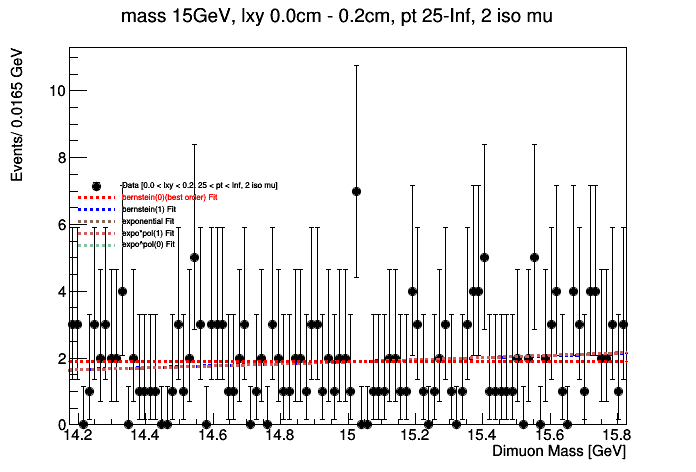 mass 15GeV, lxy 0.0cm - 0.2cm, pt 25-Inf, 2 iso mu
Events/ 0.0165 GeV
10
8
6
4
2
0
Data [0.0 < lxy < 0.2, 25 < pt < Inf, 2 iso mu]
bernstein(0)(best order) Fit
bernstein(1) Fit
exponential Fit
expo*pol(1) Fit
expo^pol(0) Fit
14.2 14.4 14.6 14.8 15 15.2 15.4 15.6 15.8
Dimuon Mass [GeV]